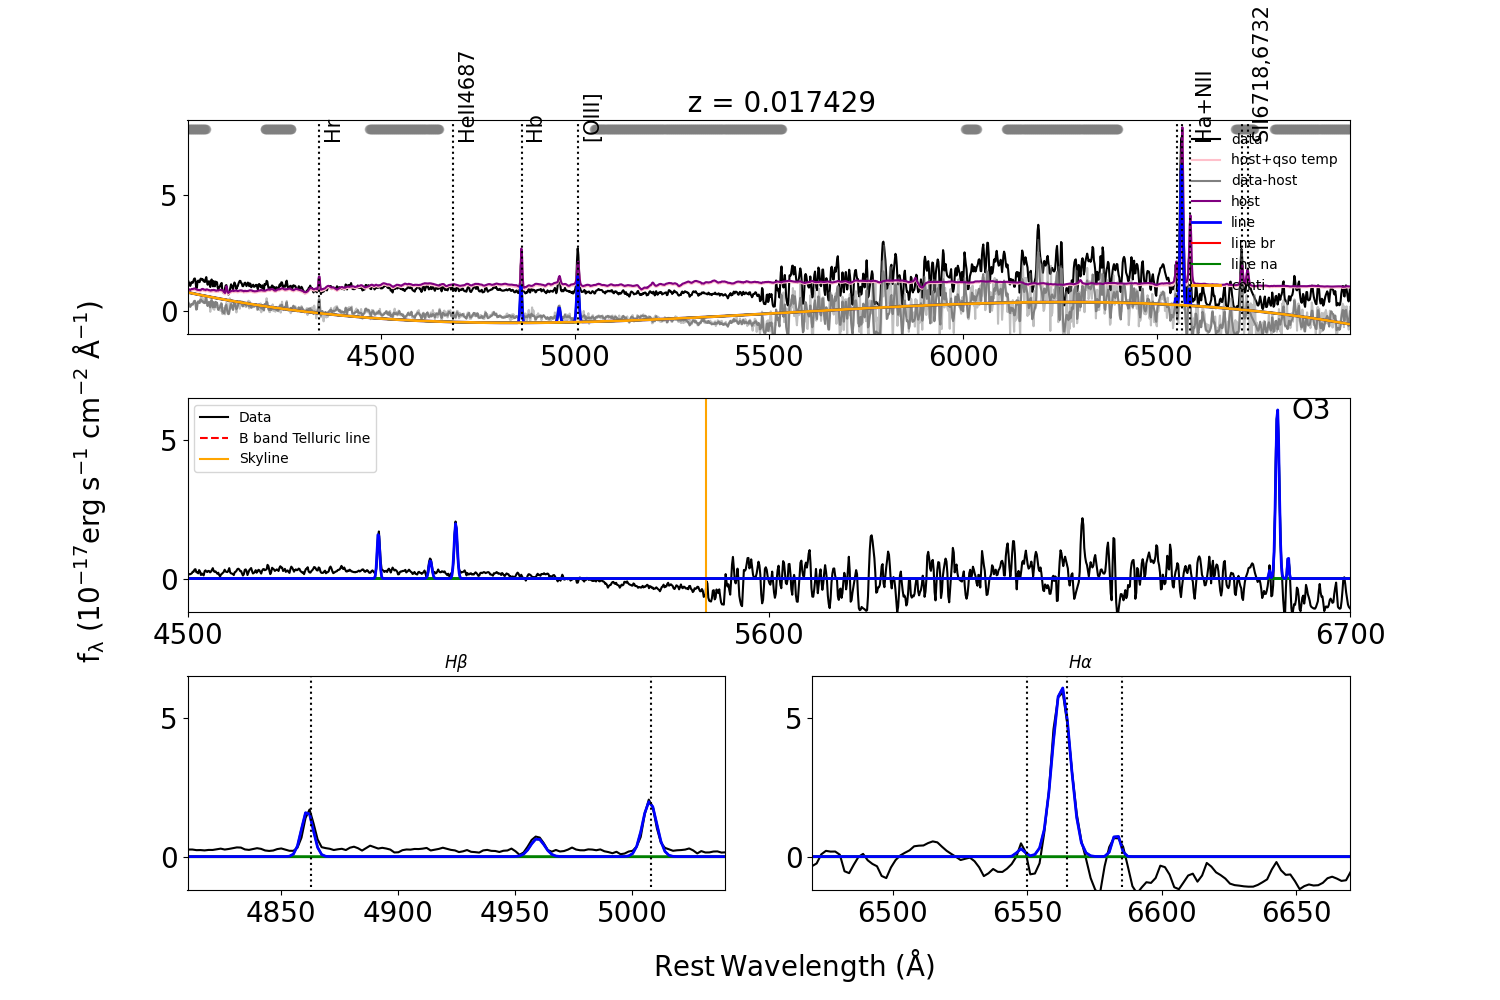 z = 0.017429
Hr
HeII4687
Hb
[OIII]
Ha+NII
SII6718,6732
data
host+qso temp
data-host
host
line
line br
line na
conti
5
0
4500
5000
5500
6000
6500
Data
B band Telluric line
Skyline
O3
5
0
4500
5600
6700
fλ (10⁻¹⁷erg s⁻¹ cm⁻² Å⁻¹)
Hβ
5
0
4850
4900
4950
5000
Hα
5
0
6500
6550
6600
6650
Rest Wavelength (Å)